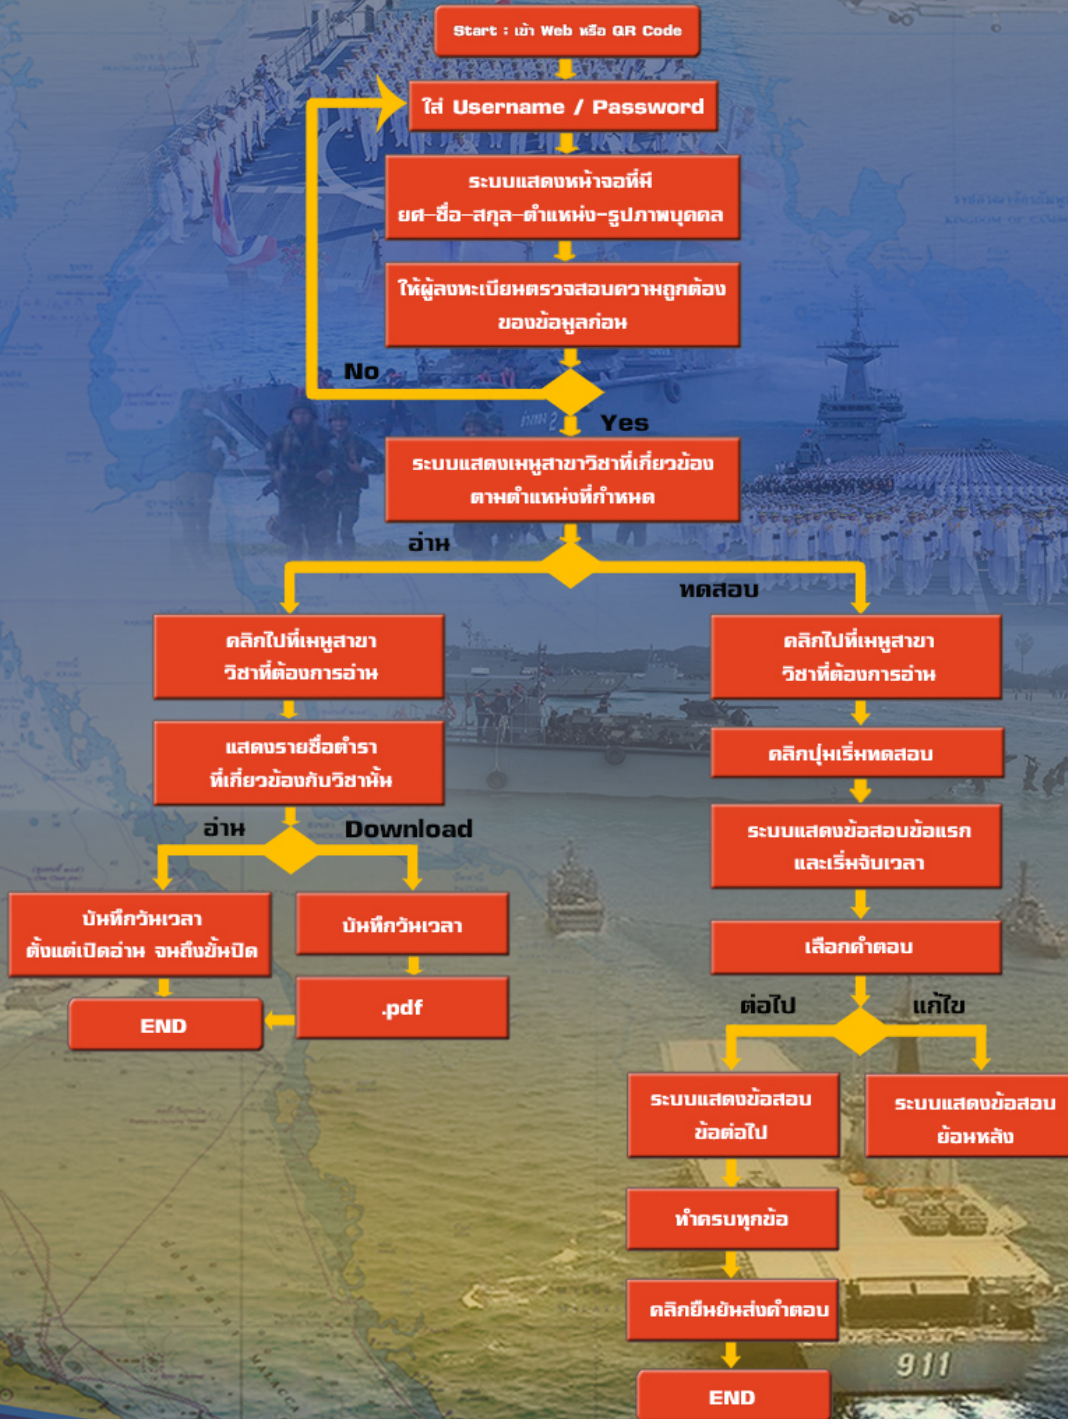 Start : เข้า Web หรือ QR Code
ใส่ Username / Password
ระบบแสดงหน้าจอที่มี
ยศ-ชื่อ-สกุล-ตำแหน่ง-รูปภาพบุคคล
ให้ผู้ลงทะเบียนตรวจสอบความถูกต้อง
ของข้อมูลก่อน
No
Yes
ระบบแสดงเมนูสาขาวิชาที่เกี่ยวข้อง
ตามตำแหน่งที่กำหนด
อ่าน
ทดสอบ
คลิกไปที่เมนูสาขา
วิชาที่ต้องการอ่าน
แสดงรายชื่อตำรา
ที่เกี่ยวข้องกับวิชานั้น
อ่าน
Download
บันทึกวันเวลา
ตั้งแต่เปิดอ่าน จนถึงขั้นปิด
บันทึกวันเวลา
.pdf
END
คลิกไปที่เมนูสาขา
วิชาที่ต้องการอ่าน
คลิกปุ่มเริ่มทดสอบ
ระบบแสดงข้อสอบข้อแรก
และเริ่มจับเวลา
เลือกคำตอบ
ต่อไป
แก้ไข
ระบบแสดงข้อสอบ
ข้อต่อไป
ระบบแสดงข้อสอบ
ย้อนหลัง
ทำครบทุกข้อ
คลิกยืนยันส่งคำตอบ
END
911
MALACCA